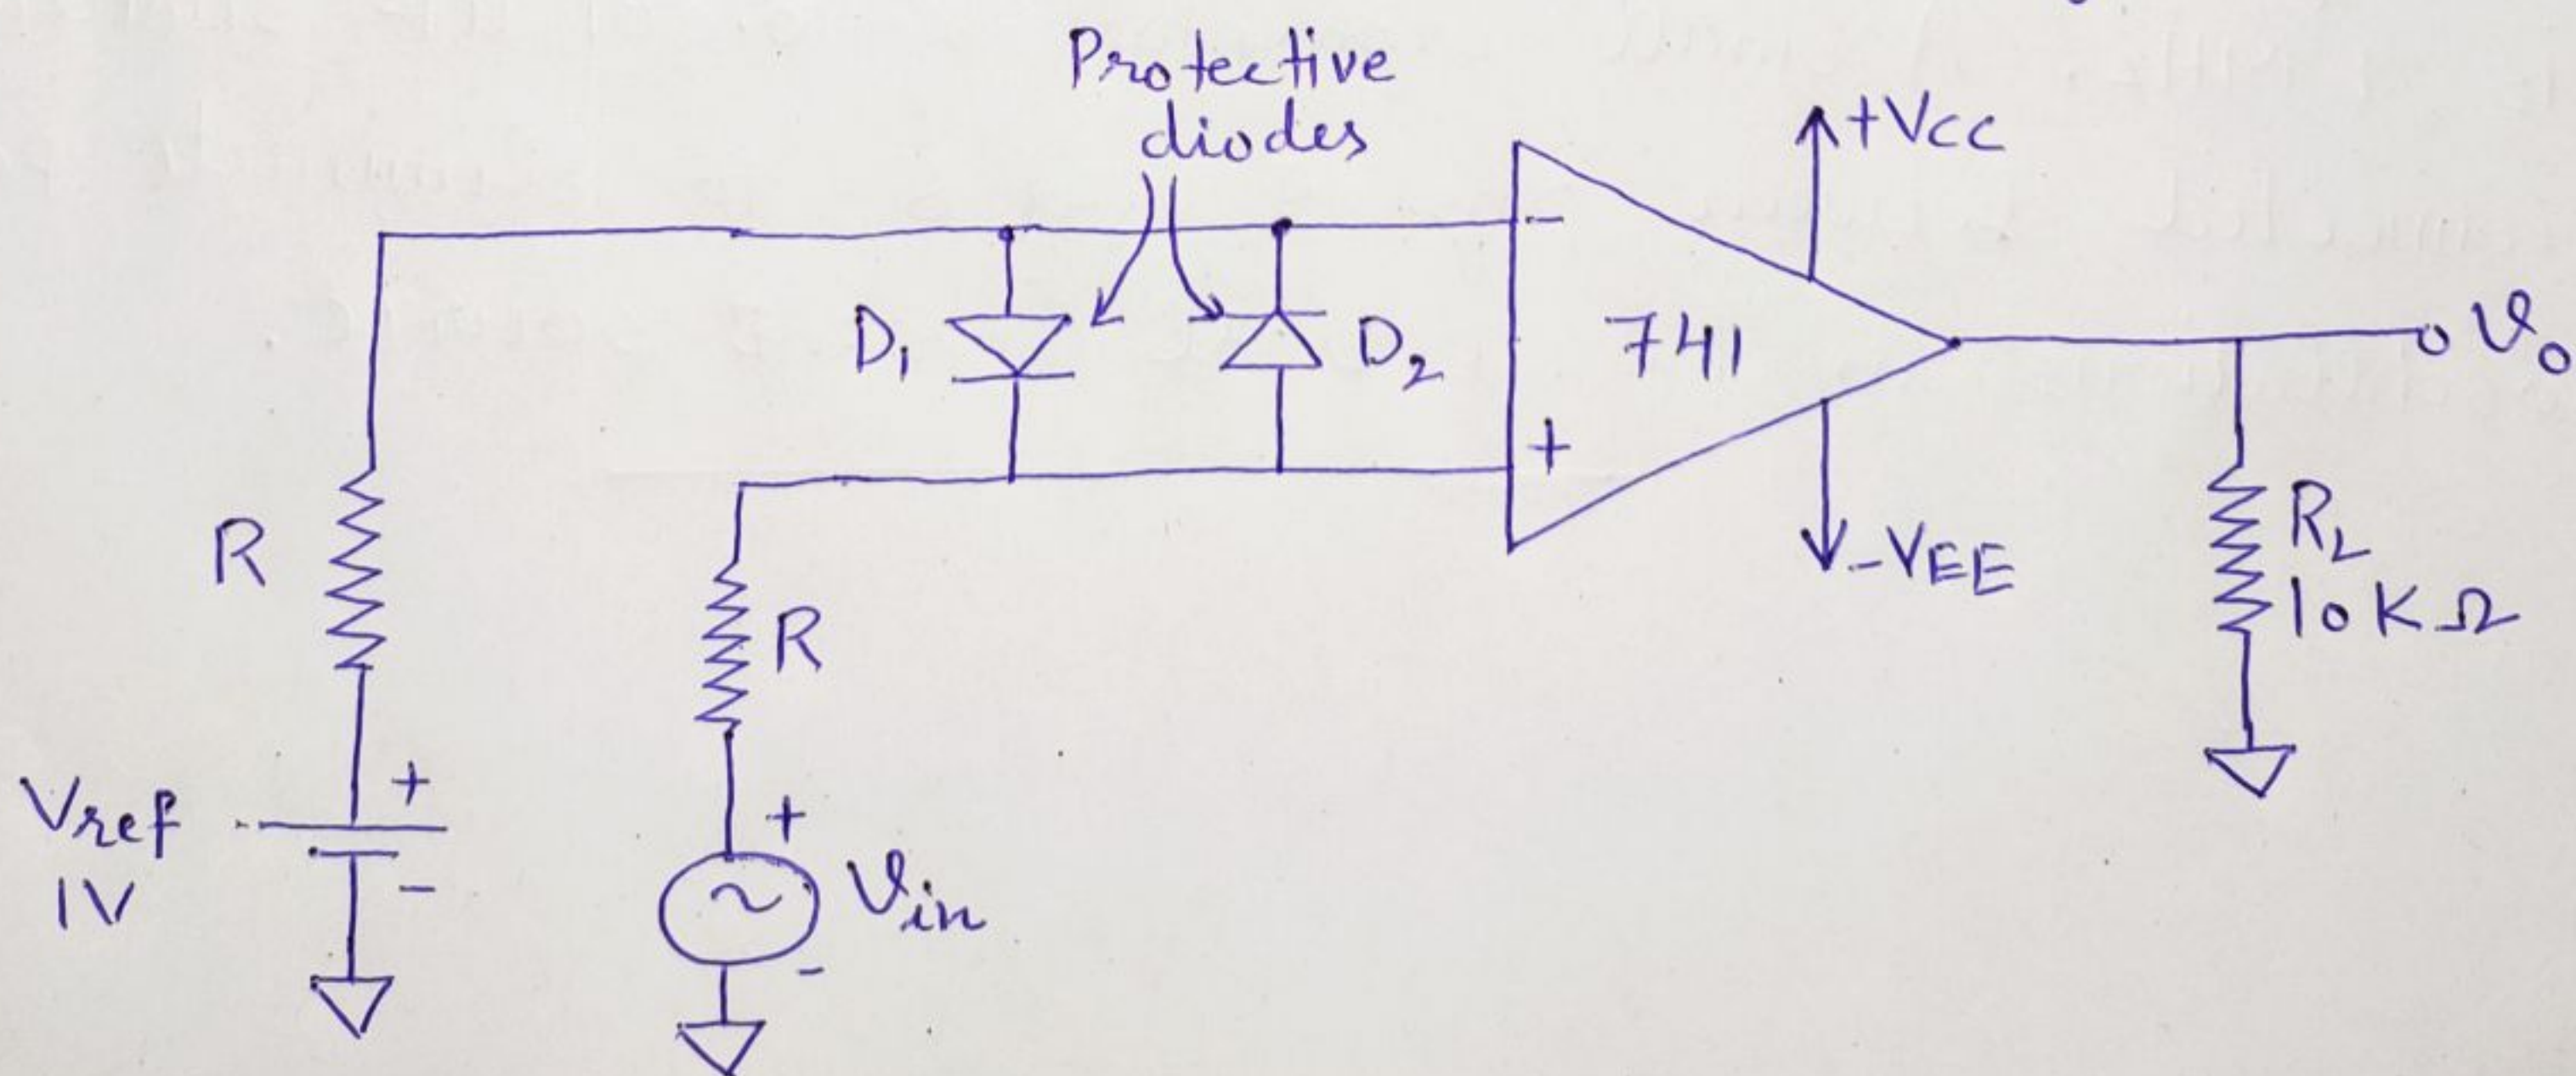 Protective
diodes
+VCC
-
D1
D2
741
vo
+
R
-VEE
RL
10KΩ
R
+
Vref
1V
-
+
vin
-